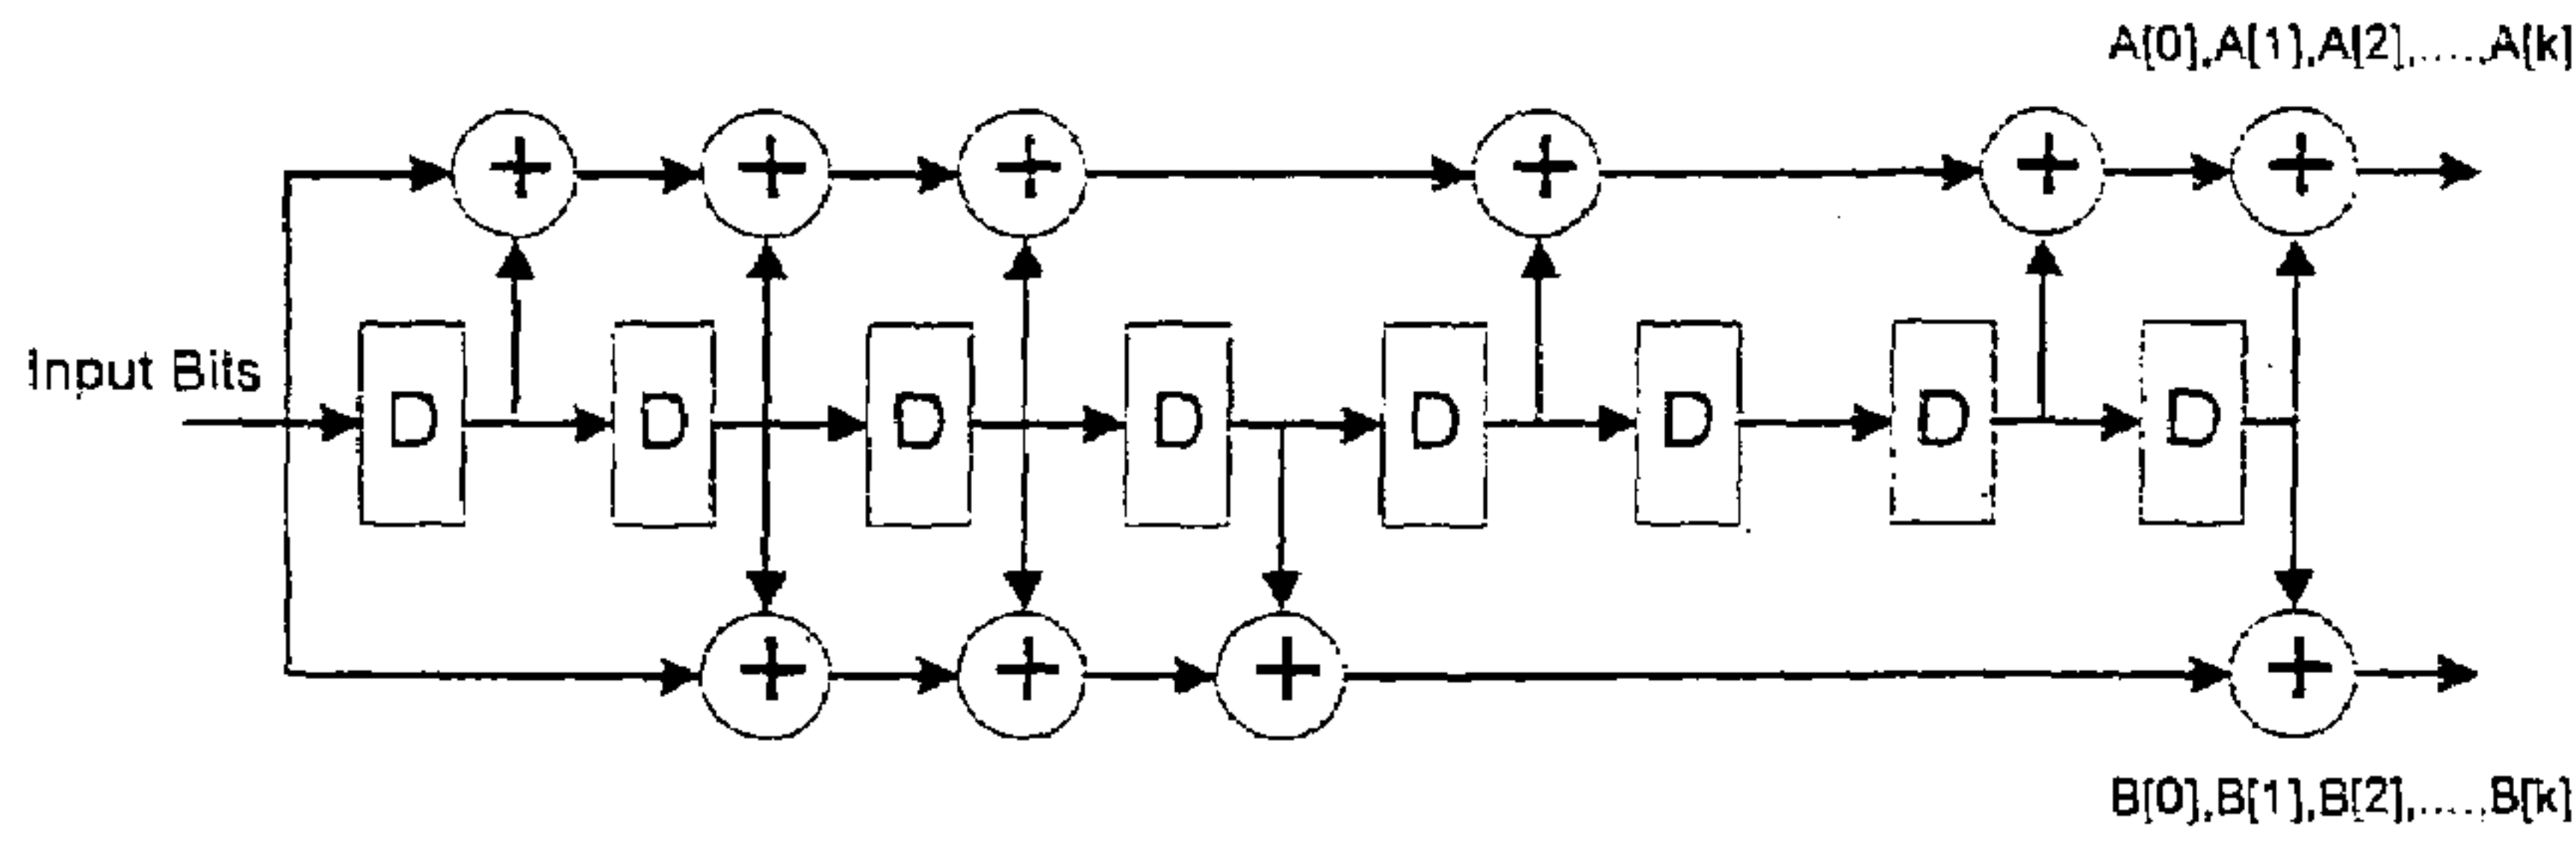 A[0],A[1],A[2],.....,A[k]
+ + + + + +
Input Bits
D D D D D D D D
+ + + +
B[0],B[1],B[2],.....,B[k]